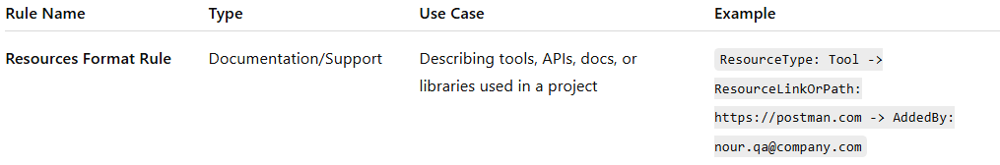 Rule Name Type Use Case Example
Resources Format Rule Documentation/Support Describing tools, APIs, docs, or ResourceType: Tool ->
libraries used in a project ResourceLinkOrPath:
https://postman.com -> AddedBy:
nour.qa@company.com